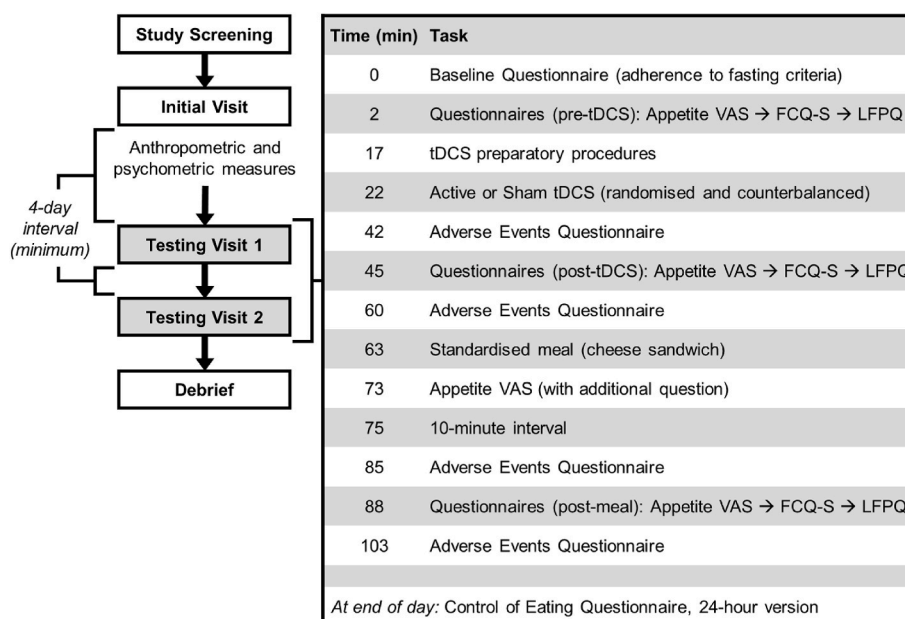 Study Screening
Initial Visit
Anthropometric and
psychometric measures
4-day
interval
(minimum)
Testing Visit 1
Testing Visit 2
Debrief
Time (min) Task
0 Baseline Questionnaire (adherence to fasting criteria)
2 Questionnaires (pre-tDCS): Appetite VAS → FCQ-S → LFPQ
17 tDCS preparatory procedures
22 Active or Sham tDCS (randomised and counterbalanced)
42 Adverse Events Questionnaire
45 Questionnaires (post-tDCS): Appetite VAS → FCQ-S → LFPQ
60 Adverse Events Questionnaire
63 Standardised meal (cheese sandwich)
73 Appetite VAS (with additional question)
75 10-minute interval
85 Adverse Events Questionnaire
88 Questionnaires (post-meal): Appetite VAS → FCQ-S → LFPQ
103 Adverse Events Questionnaire
At end of day: Control of Eating Questionnaire, 24-hour version